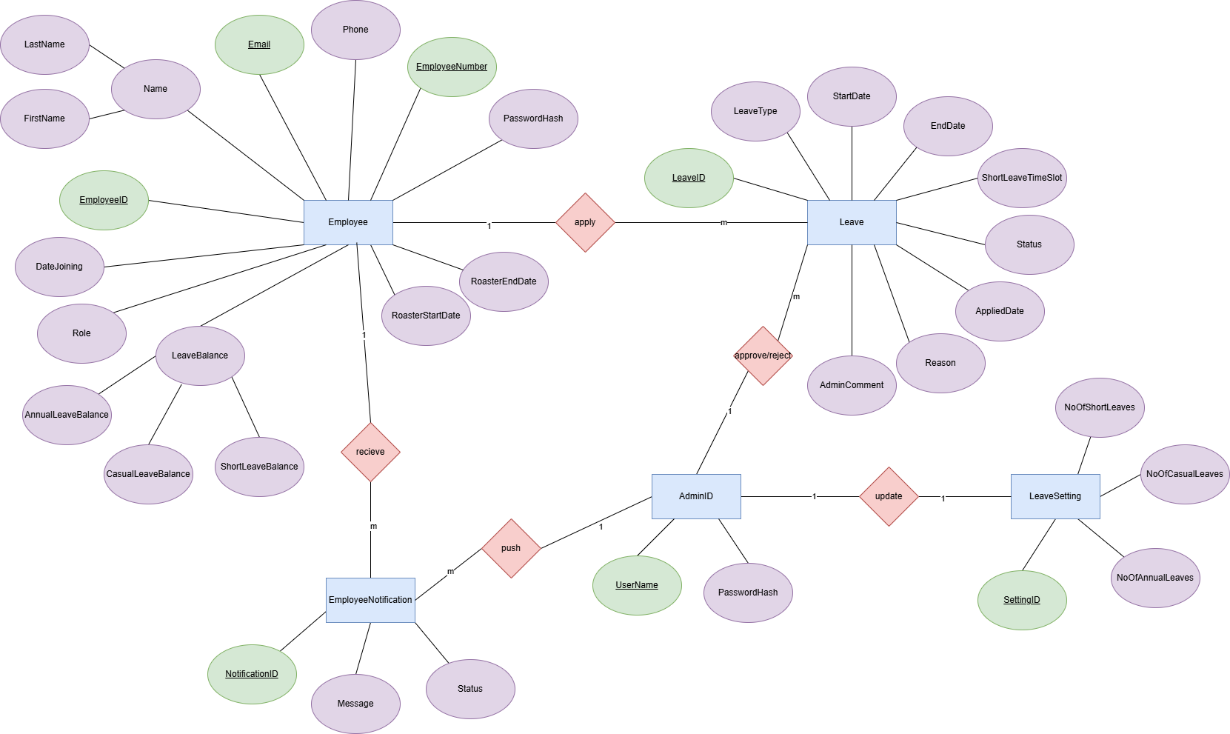 LastName
Email
Phone
EmployeeNumber
Name
FirstName
PasswordHash
EmployeeID
Employee
1
apply
m
DateJoining
RoasterEndDate
RoasterStartDate
Role
1
LeaveBalance
AnnualLeaveBalance
CasualLeaveBalance
ShortLeaveBalance
LeaveType
StartDate
EndDate
LeaveID
ShortLeaveTimeSlot
Leave
Status
m
AppliedDate
approve/reject
Reason
AdminComment
1
recieve
m
NoOfShortLeaves
NoOfCasualLeaves
AdminID
1
update
1
LeaveSetting
push
1
m
NoOfAnnualLeaves
UserName
PasswordHash
SettingID
EmployeeNotification
NotificationID
Message
Status